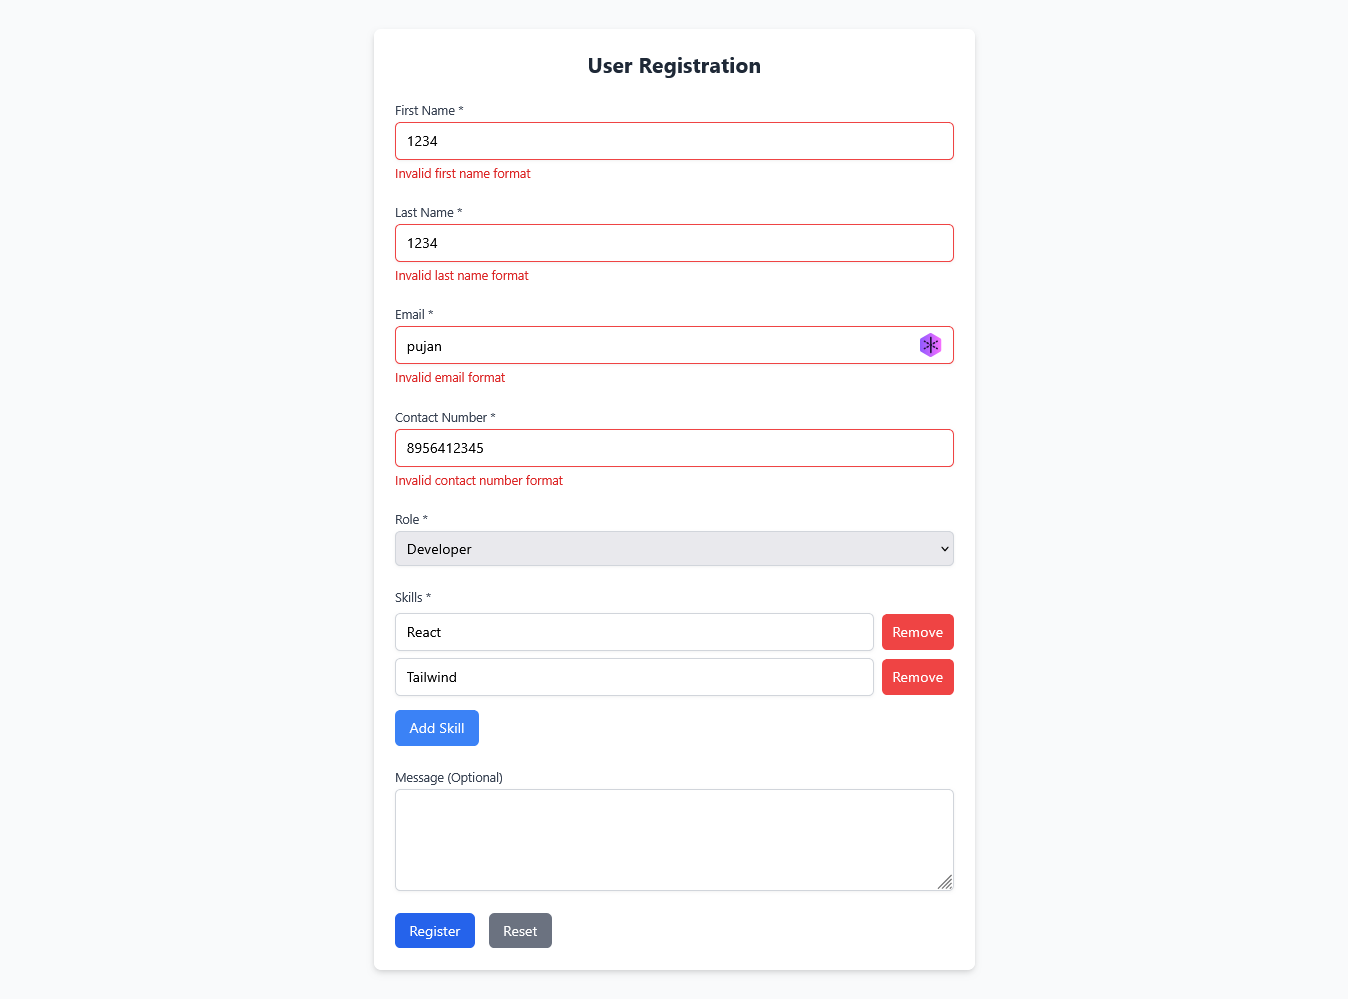 User Registration
First Name *
1234
Invalid first name format
Last Name *
1234
Invalid last name format
Email *
pujan
Invalid email format
Contact Number *
8956412345
Invalid contact number format
Role *
Developer
Skills *
React Remove
Tailwind Remove
Add Skill
Message (Optional)
Register Reset